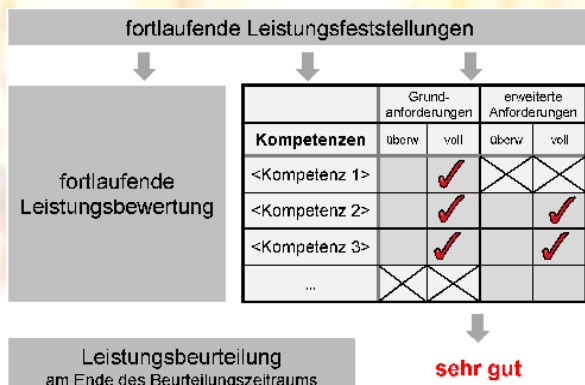 fortlaufende Leistungsfeststellungen
fortlaufende
Leistungsbewertung
Grund-
anforderungen
erweiterte
Anforderungen
Kompetenzen überw voll überw voll
<Kompetenz 1>
<Kompetenz 2>
<Kompetenz 3>
...
Leistungsbeurteilung
am Ende des Beurteilungszeitraums
sehr gut